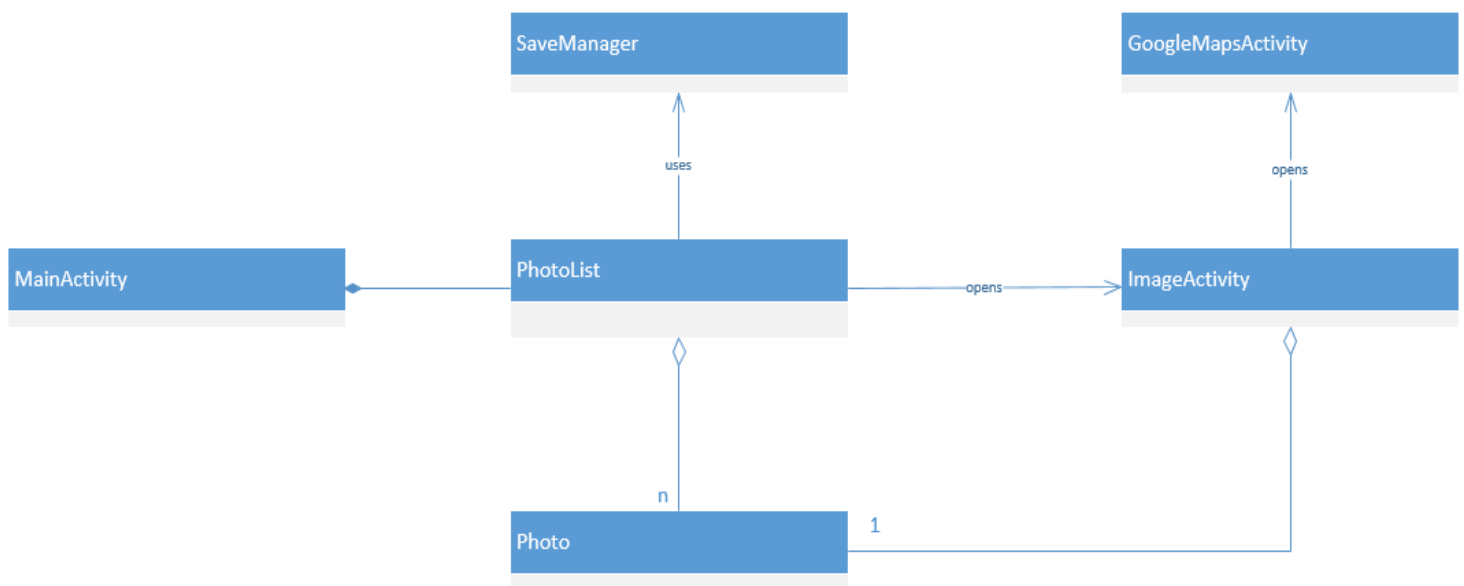 SaveManager
GoogleMapsActivity
uses
opens
MainActivity
PhotoList
opens
ImageActivity
n
1
Photo